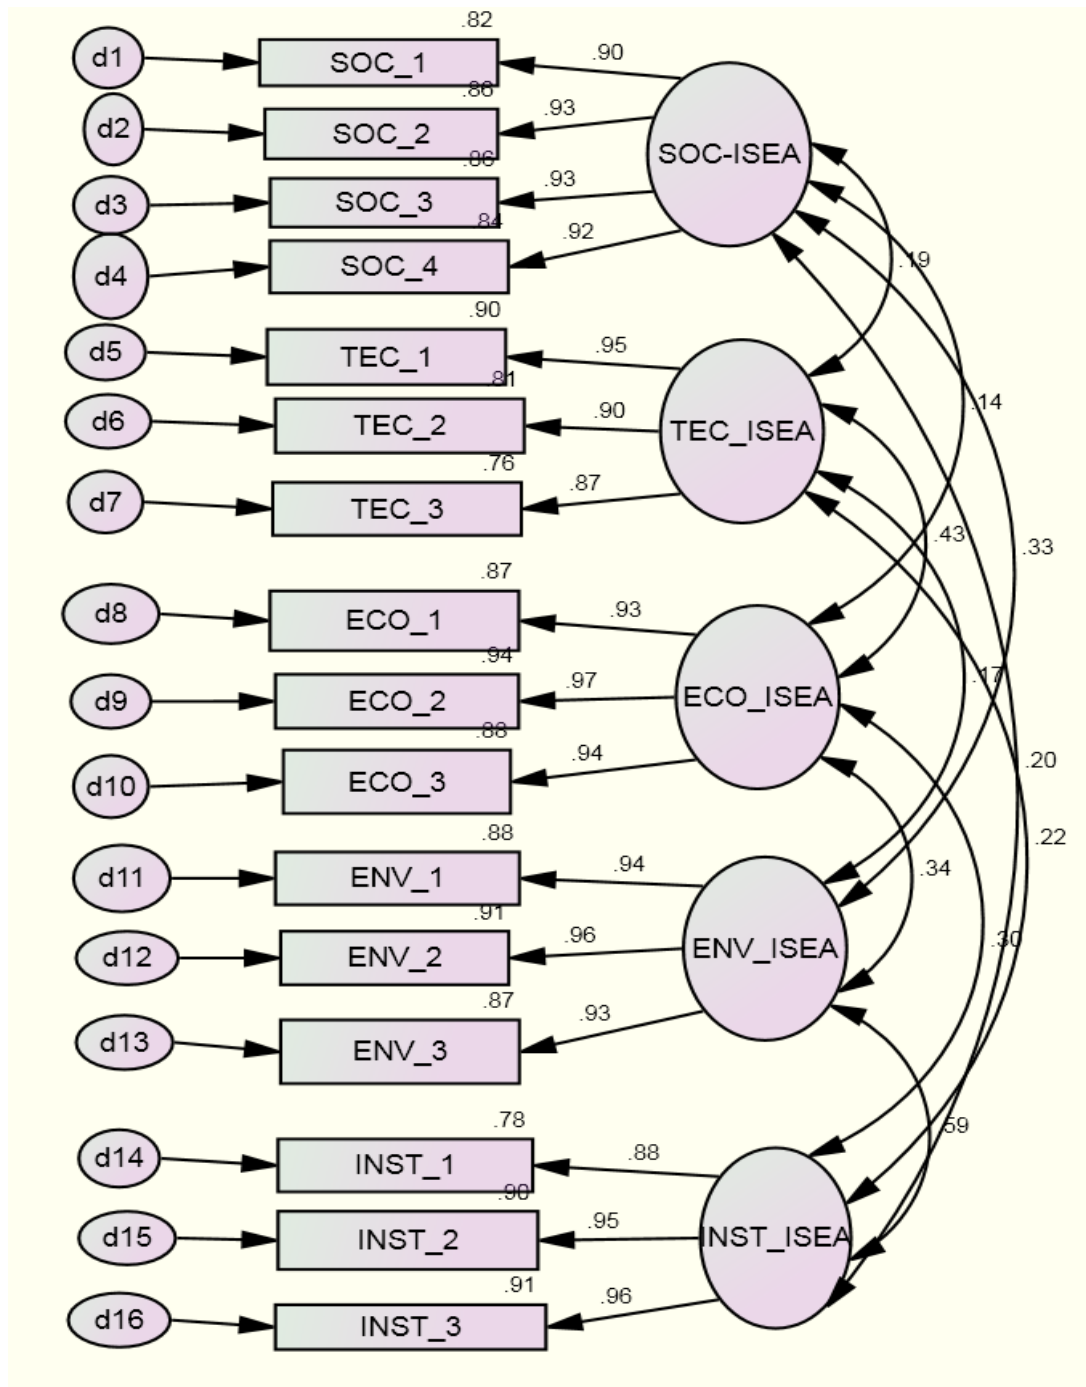 .82
d1 SOC_1 .90
.86
d2 SOC_2 .93
SOC-ISEA
.86
d3 SOC_3 .93
.84
d4 SOC_4 .92
.19
.90
d5 TEC_1 .95
.81
d6 TEC_2 .90
TEC_ISEA
.14
.76
d7 TEC_3 .87
.43
.33
.87
d8 ECO_1 .93
.94
.17
d9 ECO_2 .97
ECO_ISEA
.88
d10 ECO_3 .94
.20
.88
.22
d11 ENV_1 .94
.34
.91
d12 ENV_2 .96
ENV_ISEA
.30
.87
d13 ENV_3 .93
.78
.59
d14 INST_1 .88
.90
d15 INST_2 .95
INST_ISEA
.91
d16 INST_3 .96